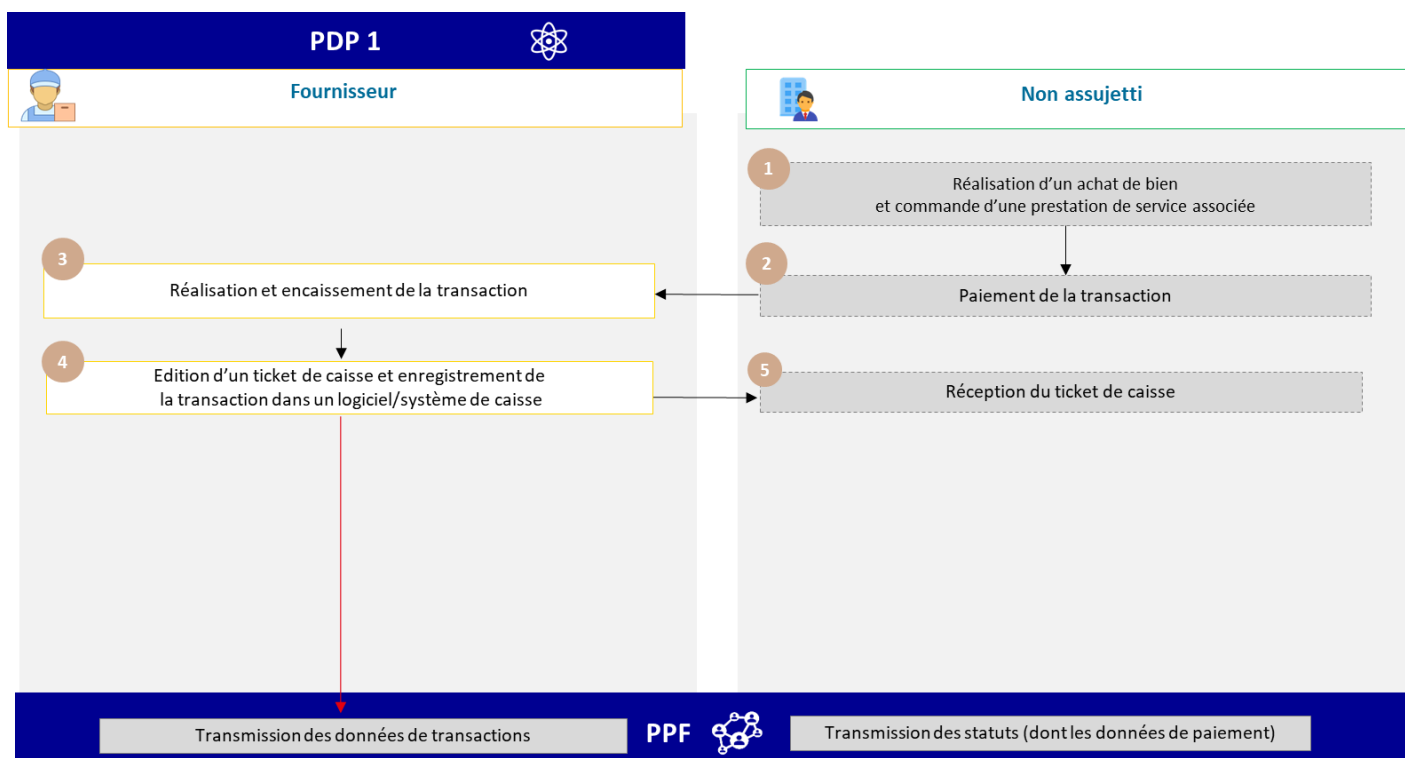 PDP 1
Fournisseur
Non assujetti
1
Réalisation d’un achat de bien
et commande d’une prestation de service associée
3
Réalisation et encaissement de la transaction
2
Paiement de la transaction
4
Edition d’un ticket de caisse et enregistrement de
la transaction dans un logiciel/système de caisse
5
Réception du ticket de caisse
Transmission des données de transactions
PPF
Transmission des statuts (dont les données de paiement)